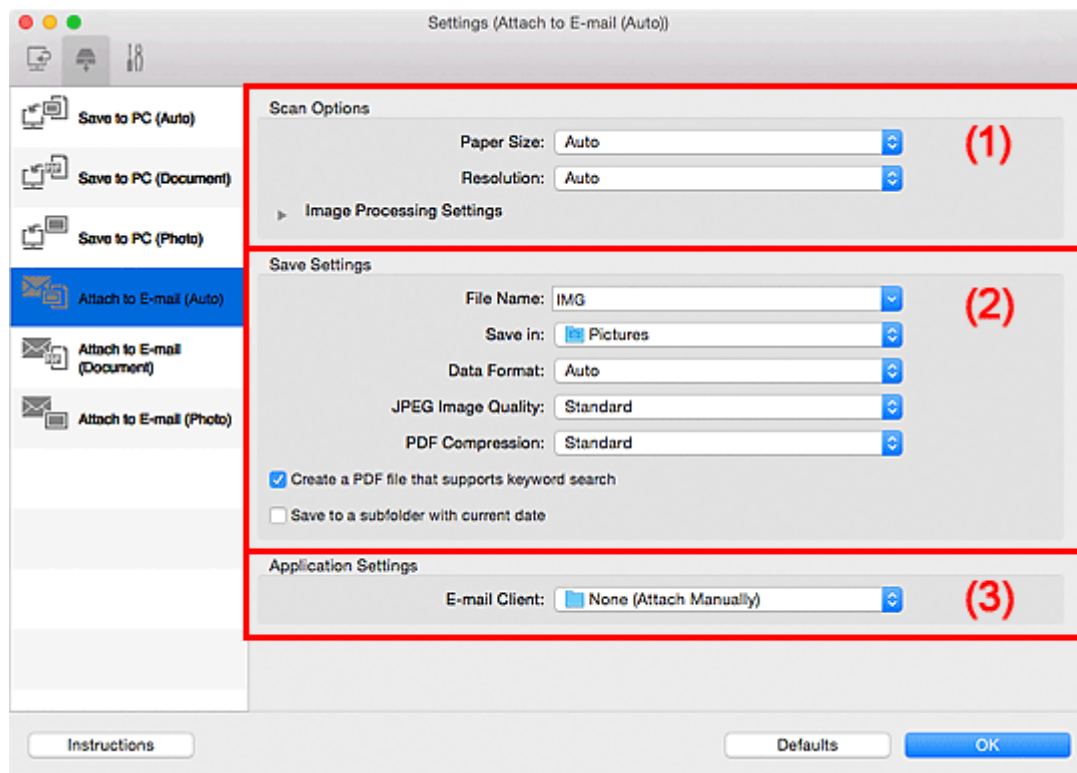 Settings (Attach to E-mail (Auto))
Save to PC (Auto)
Save to PC (Document)
Save to PC (Photo)
Attach to E-mail (Auto)
Attach to E-mail
(Document)
Attach to E-mail (Photo)
Scan Options
(1)
Paper Size: Auto
Resolution: Auto
Image Processing Settings
Save Settings
(2)
File Name: IMG
Save in: Pictures
Data Format: Auto
JPEG Image Quality: Standard
PDF Compression: Standard
Create a PDF file that supports keyword search
Save to a subfolder with current date
Application Settings
(3)
E-mail Client: None (Attach Manually)
Instructions
Defaults
OK